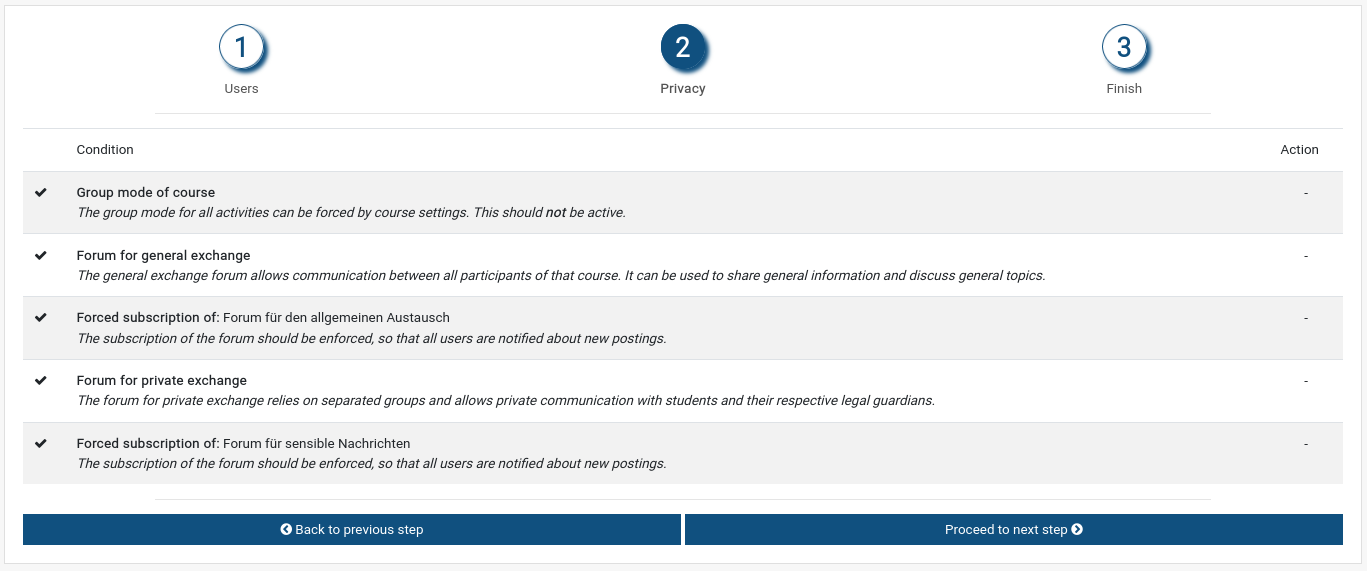 1
2
3
Users
Privacy
Finish
Condition
Action
Group mode of course
-
The group mode for all activities can be forced by course settings. This should not be active.
Forum for general exchange
-
The general exchange forum allows communication between all participants of that course. It can be used to share general information and discuss general topics.
Forced subscription of: Forum für den allgemeinen Austausch
-
The subscription of the forum should be enforced, so that all users are notified about new postings.
Forum for private exchange
-
The forum for private exchange relies on separated groups and allows private communication with students and their respective legal guardians.
Forced subscription of: Forum für sensible Nachrichten
-
The subscription of the forum should be enforced, so that all users are notified about new postings.
Back to previous step
Proceed to next step